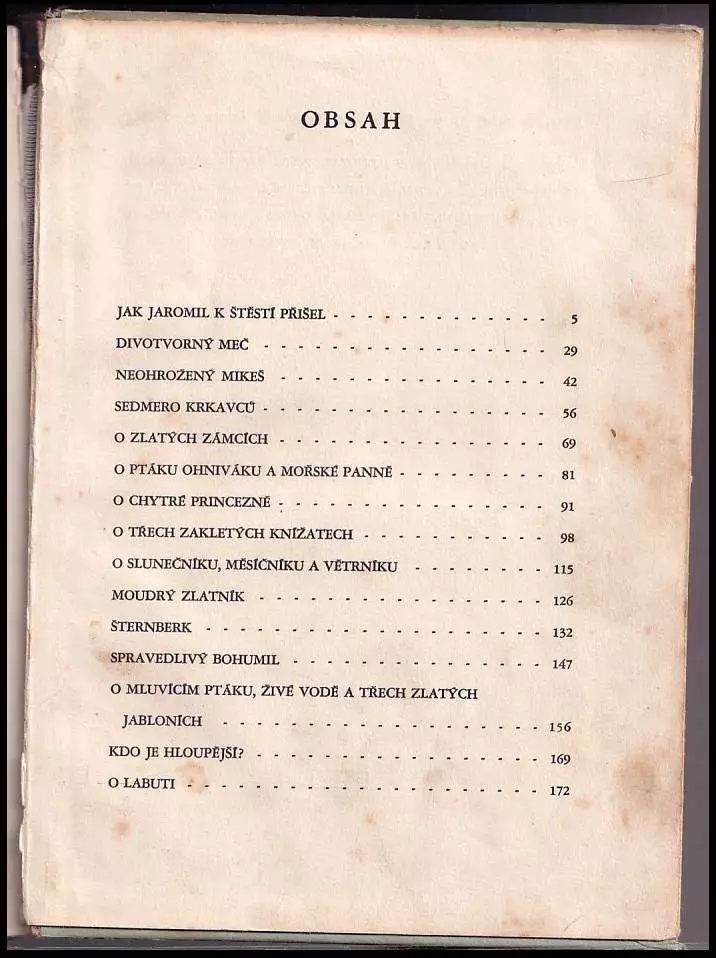 OBSAH
JAK JAROMIL K ŠTĚSTÍ PŘIŠEL - - - - - - - - - - - - - 5
DIVOTVORNÝ MEČ - - - - - - - - - - - - - - - - 29
NEOHROŽENÝ MIKEŠ - - - - - - - - - - - - - - - 42
SEDMERO KRKAVCŮ - - - - - - - - - - - - - - - - 56
O ZLATÝCH ZÁMCÍCH - - - - - - - - - - - - - - - 69
O PTÁKU OHNIVÁKU A MOŘSKÉ PANNĚ - - - - - - - - - 81
O CHYTRÉ PRINCEZNĚ - - - - - - - - - - - - - - - 91
O TŘECH ZAKLETÝCH KNÍŽATECH - - - - - - - - - - - 98
O SLUNEČNÍKU, MĚSÍČNÍKU A VĚTRNÍKU - - - - - - - 115
MOUDRÝ ZLATNÍK - - - - - - - - - - - - - - - - 126
ŠTERNBERK - - - - - - - - - - - - - - - - - - 132
SPRAVEDLIVÝ BOHUMIL - - - - - - - - - - - - - - 147
O MLUVÍCÍM PTÁKU, ŽIVÉ VODĚ A TŘECH ZLATÝCH
JABLONÍCH - - - - - - - - - - - - - - - - - 156
KDO JE HLOUPĚJŠÍ? - - - - - - - - - - - - - - - - 169
O LABUTI - - - - - - - - - - - - - - - - - - - 172